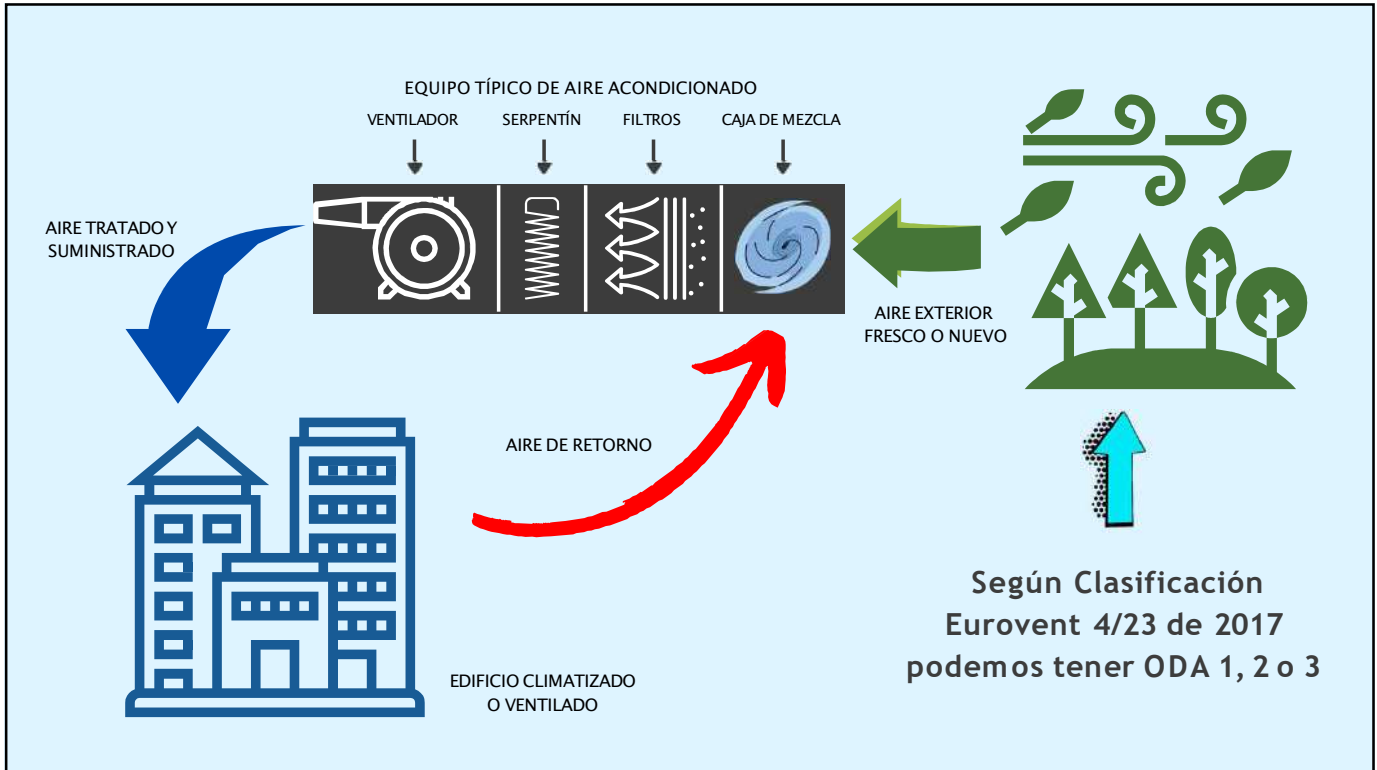 EQUIPO TÍPICO DE AIRE ACONDICIONADO
VENTILADOR
SERPENTÍN
FILTROS
CAJA DE MEZCLA
AIRE TRATADO Y
SUMINISTRADO
AIRE EXTERIOR
FRESCO O NUEVO
AIRE DE RETORNO
EDIFICIO CLIMATIZADO
O VENTILADO
Según Clasificación
Eurovent 4/23 de 2017
podemos tener ODA 1, 2 o 3